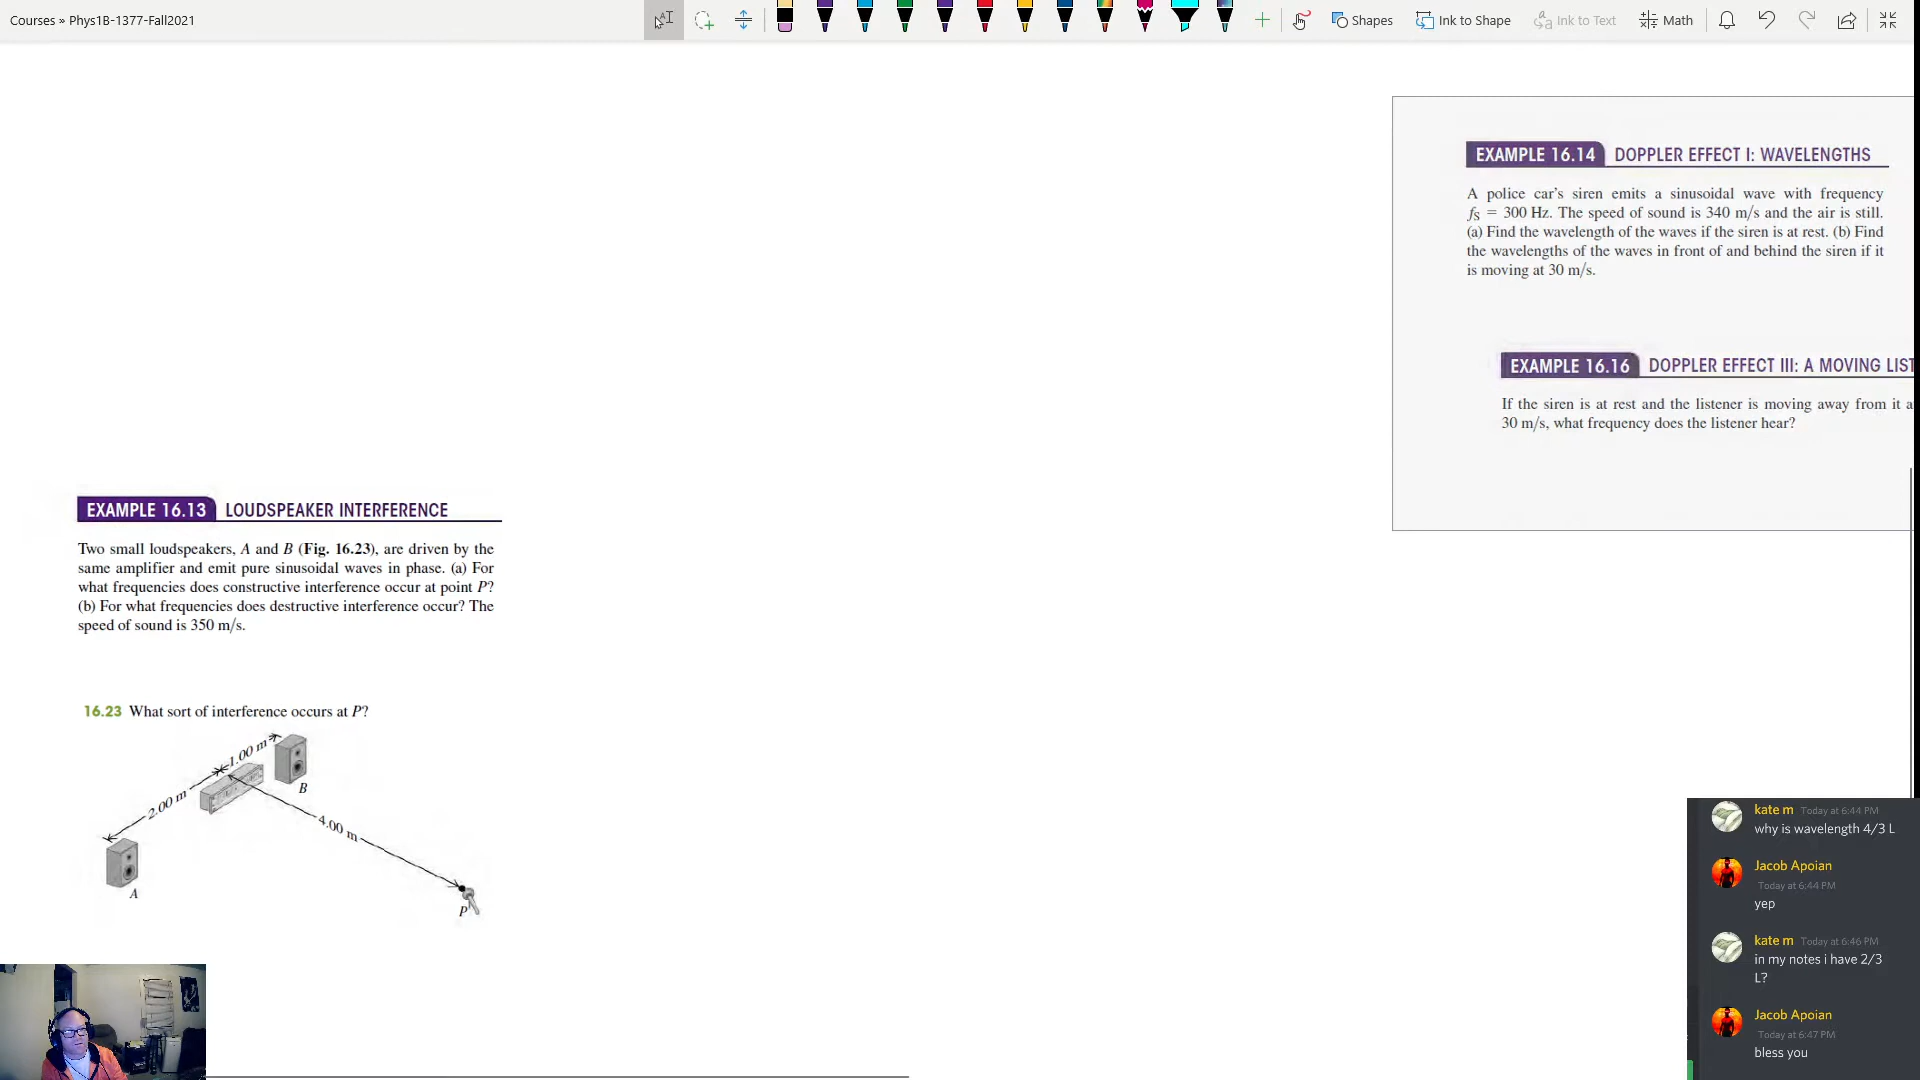 Courses » Phys1B-1377-Fall2021
Shapes
Ink to Shape
Ink to Text
Math
EXAMPLE 16.14 DOPPLER EFFECT I: WAVELENGTHS
A police car's siren emits a sinusoidal wave with frequency
fS = 300 Hz. The speed of sound is 340 m/s and the air is still.
(a) Find the wavelength of the waves if the siren is at rest. (b) Find
the wavelengths of the waves in front of and behind the siren if it
is moving at 30 m/s.
EXAMPLE 16.16 DOPPLER EFFECT III: A MOVING LIST
If the siren is at rest and the listener is moving away from it a
30 m/s, what frequency does the listener hear?
EXAMPLE 16.13 LOUDSPEAKER INTERFERENCE
Two small loudspeakers, A and B (Fig. 16.23), are driven by the
same amplifier and emit pure sinusoidal waves in phase. (a) For
what frequencies does constructive interference occur at point P?
(b) For what frequencies does destructive interference occur? The
speed of sound is 350 m/s.
16.23 What sort of interference occurs at P?
1.00 m
B
2.00 m
4.00 m
A
P
kate m Today at 6:44 PM
why is wavelength 4/3 L
Jacob Apoian
Today at 6:44 PM
yep
kate m Today at 6:46 PM
in my notes i have 2/3
L?
Jacob Apoian
Today at 6:47 PM
bless you